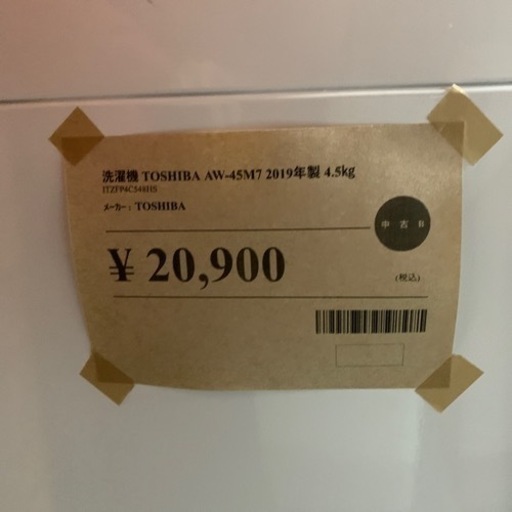 洗濯機 TOSHIBA AW-45M7 2019年製 4.5kg
ITZFP4C548HS
メーカー： TOSHIBA
中古 B
¥ 20,900
(税込)